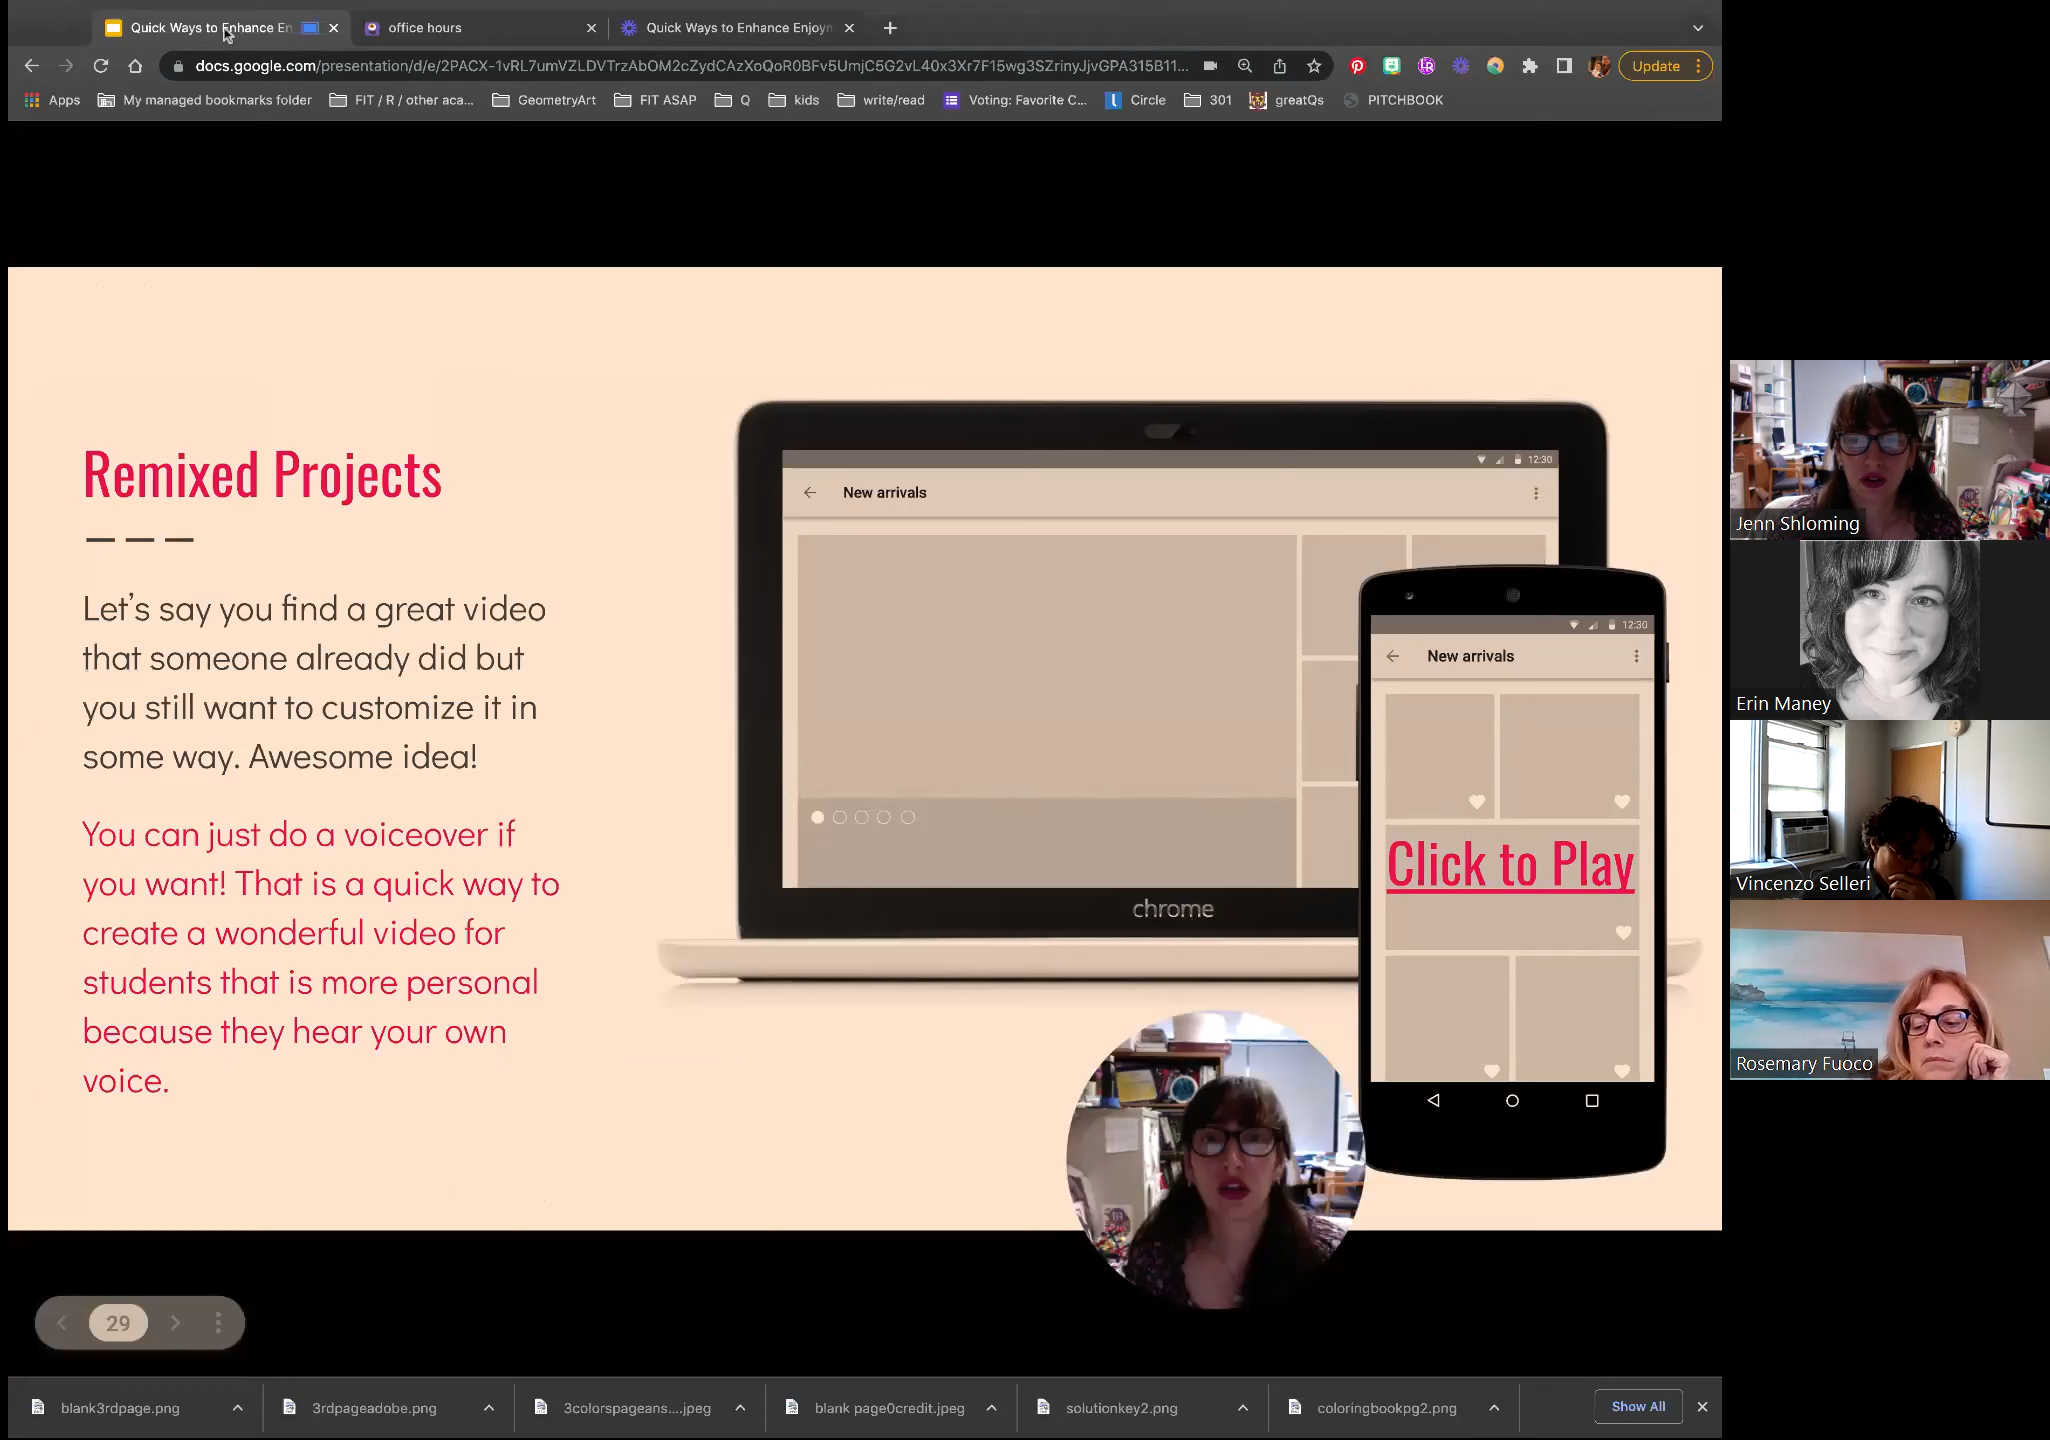 Quick Ways to Enhance En
office hours
Quick Ways to Enhance Enjoyn
docs.google.com/presentation/d/e/2PACX-1vRL7umVZLDVTrzAbOM2cZydCAzXoQoR0BFv5UmjC5G2vL40x3Xr7F15wg3SZrinyJjvGPA315B11...
Update
Apps
My managed bookmarks folder
FIT / R / other aca...
GeometryArt
FIT ASAP
Q
kids
write/read
Voting: Favorite C...
Circle
301
greatQs
PITCHBOOK
Remixed Projects
Let's say you find a great video
that someone already did but
you still want to customize it in
some way. Awesome idea!
You can just do a voiceover if
you want! That is a quick way to
create a wonderful video for
students that is more personal
because they hear your own
voice.
12:30
New arrivals
chrome
12:30
New arrivals
Click to Play
Jenn Shloming
Erin Maney
Vincenzo Selleri
Rosemary Fuoco
29
blank3rdpage.png
3rdpageadobe.png
3colorspageans....jpeg
blank page0credit.jpeg
solutionkey2.png
coloringbookpg2.png
Show All